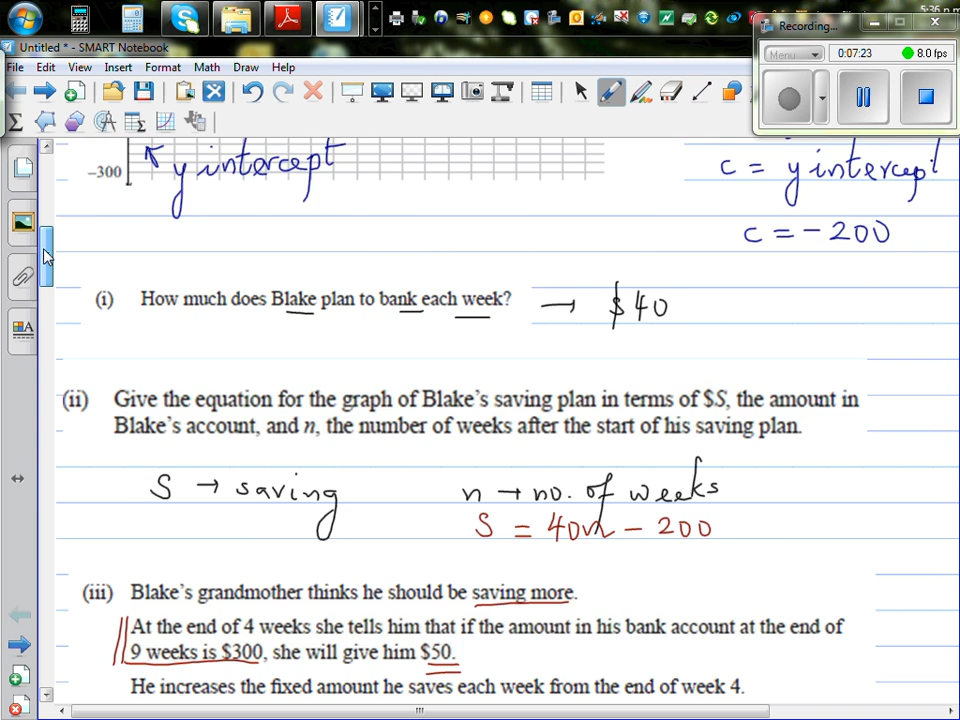 5:36 p.m
Recording...
Untitled * - SMART Notebook
Menu
0:07:23
8.0 fps
File Edit View Insert Format Math Draw Help
-300
y intercept
c = y intercept
c = - 200
(i) How much does Blake plan to bank each week? → $40
(ii) Give the equation for the graph of Blake's saving plan in terms of $S, the amount in
Blake's account, and n, the number of weeks after the start of his saving plan.
S → saving n → no. of weeks
S = 40n - 200
(iii) Blake's grandmother thinks he should be saving more.
At the end of 4 weeks she tells him that if the amount in his bank account at the end of
9 weeks is $300, she will give him $50.
He increases the fixed amount he saves each week from the end of week 4.